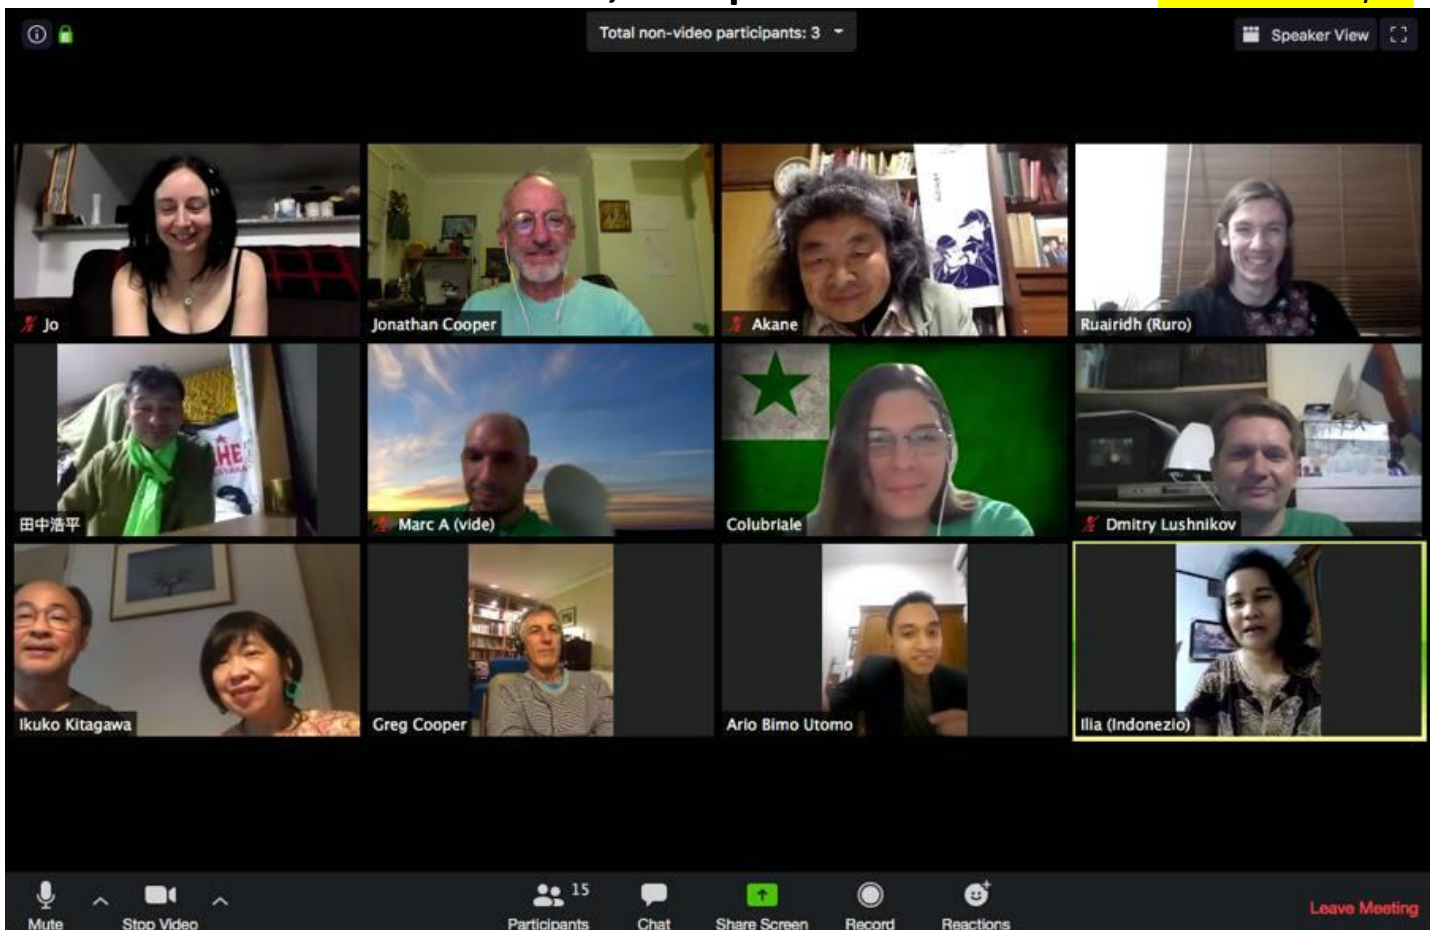 Total non-video participants: 3
Speaker View
Jo
Jonathan Cooper
Akane
Ruairidh (Ruro)
田中浩平
Marc A (vide)
Colubriale
Dmitry Lushnikov
Ikuko Kitagawa
Greg Cooper
Ario Bimo Utomo
Ilia (Indonezio)
15
Mute
Stop Video
Participants
Chat
Share Screen
Record
Reactions
Leave Meeting